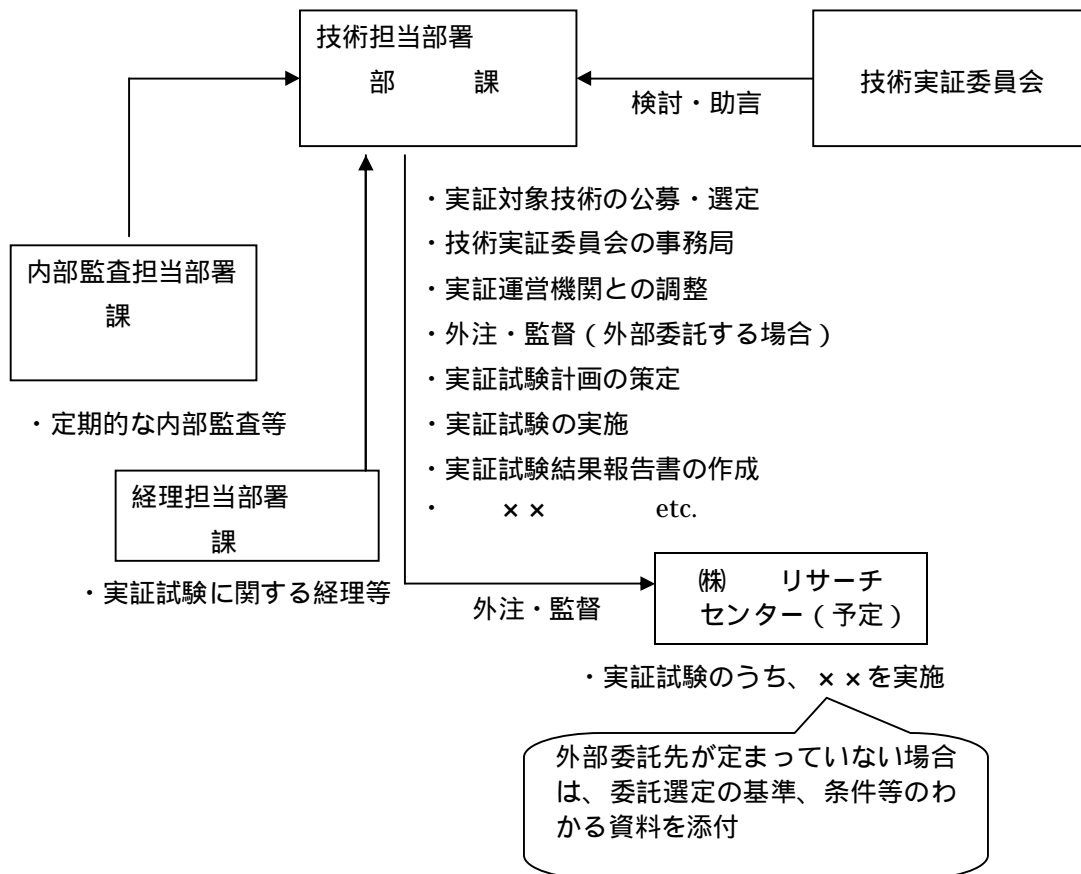 技術担当部署
部 課
検討・助言
技術実証委員会
・実証対象技術の公募・選定
・技術実証委員会の事務局
・実証運営機関との調整
・外注・監督(外部委託する場合)
・実証試験計画の策定
・実証試験の実施
・実証試験結果報告書の作成
・ ×× etc.
内部監査担当部署
課
・定期的な内部監査等
経理担当部署
課
・実証試験に関する経理等
外注・監督
㈱ リサーチ
センター(予定)
・実証試験のうち、××を実施
外部委託先が定まっていない場合
は、委託選定の基準、条件等のわ
かる資料を添付